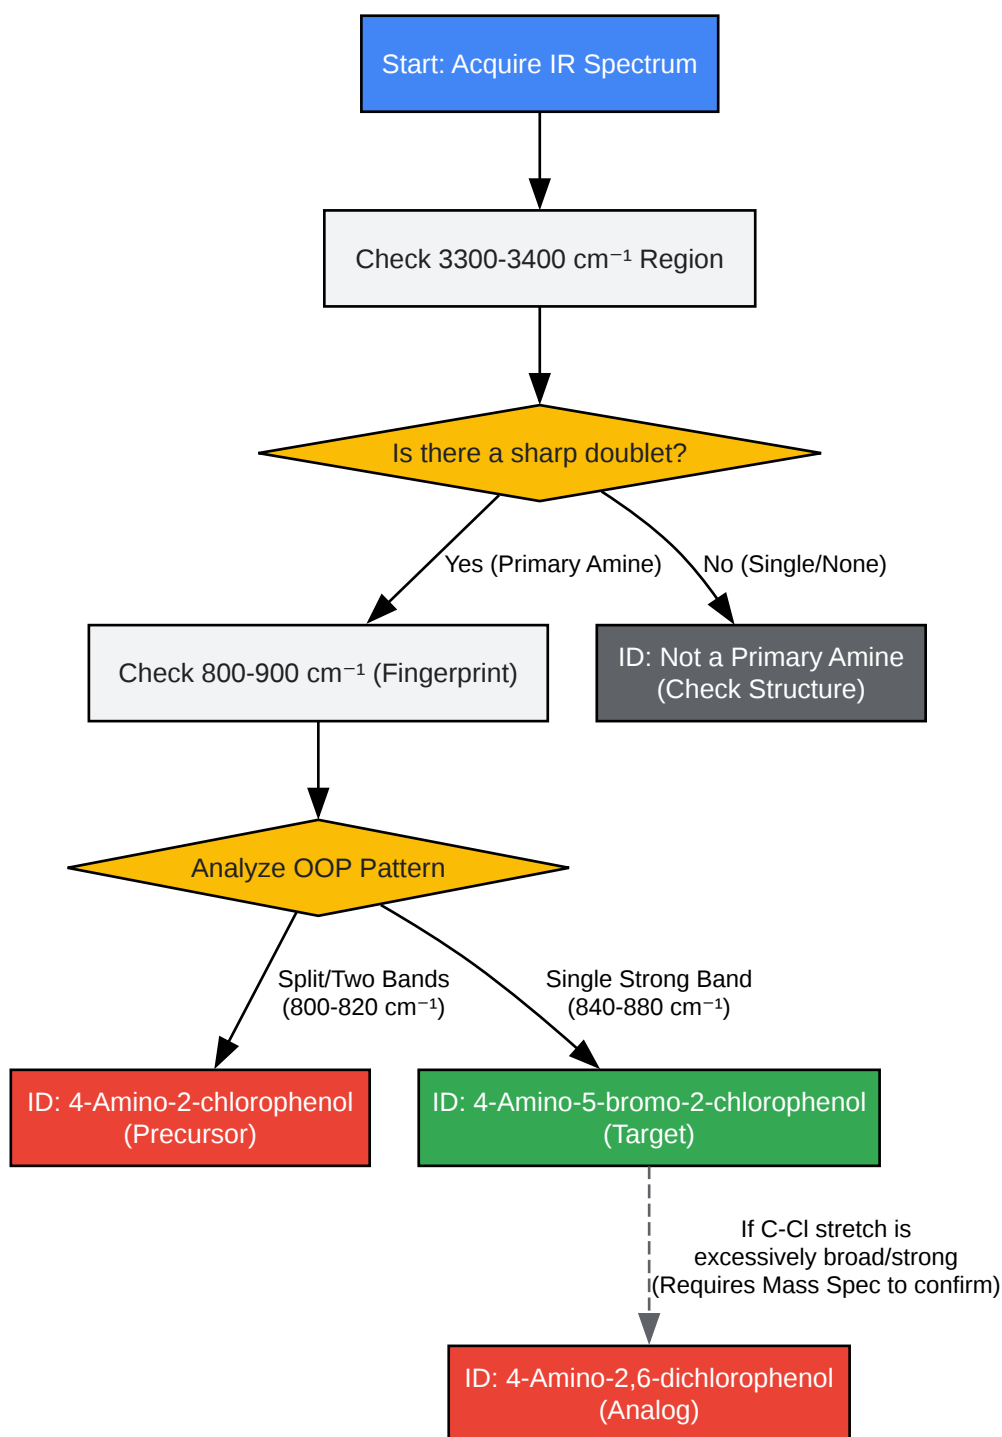 Start: Acquire IR Spectrum
Check 3300-3400 cm⁻¹ Region
Is there a sharp doublet?
Yes (Primary Amine)
No (Single/None)
Check 800-900 cm⁻¹ (Fingerprint)
ID: Not a Primary Amine
(Check Structure)
Analyze OOP Pattern
Split/Two Bands
(800-820 cm⁻¹)
Single Strong Band
(840-880 cm⁻¹)
ID: 4-Amino-2-chlorophenol
(Precursor)
ID: 4-Amino-5-bromo-2-chlorophenol
(Target)
If C-Cl stretch is
excessively broad/strong
(Requires Mass Spec to confirm)
ID: 4-Amino-2,6-dichlorophenol
(Analog)